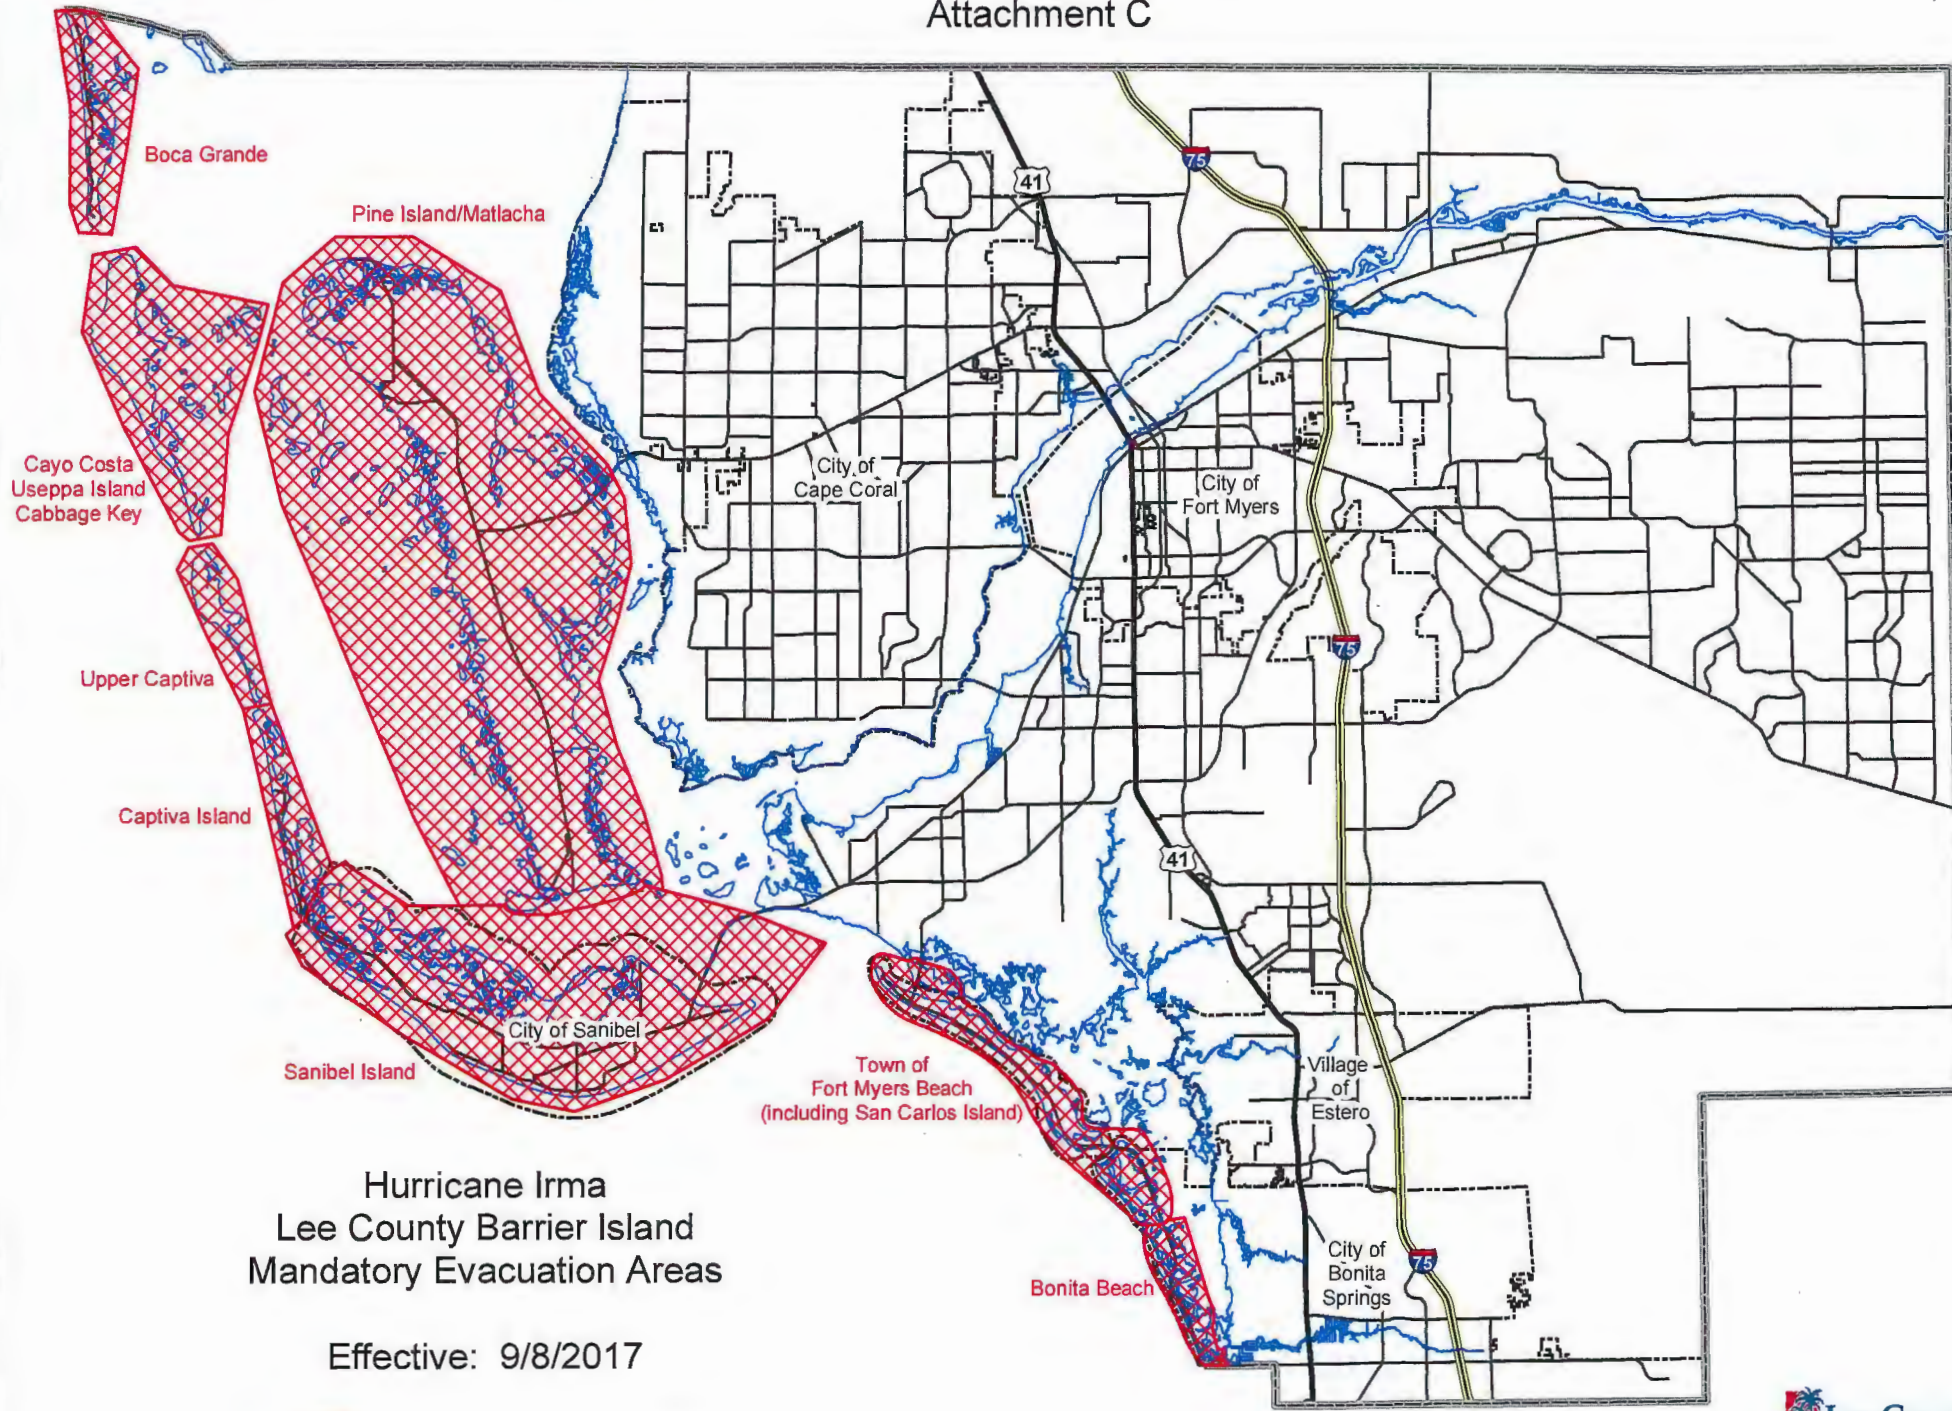 Attachment C
Boca Grande
Pine Island/Matlacha
41
75
Cayo Costa
Useppa Island
Cabbage Key
City of
Cape Coral
City of
Fort Myers
75
Upper Captiva
Captiva Island
41
City of Sanibel
Sanibel Island
Town of
Fort Myers Beach
(including San Carlos Island)
Village
of
Estero
Hurricane Irma
Lee County Barrier Island
Mandatory Evacuation Areas
City of
Bonita
Springs
75
Bonita Beach
Effective: 9/8/2017